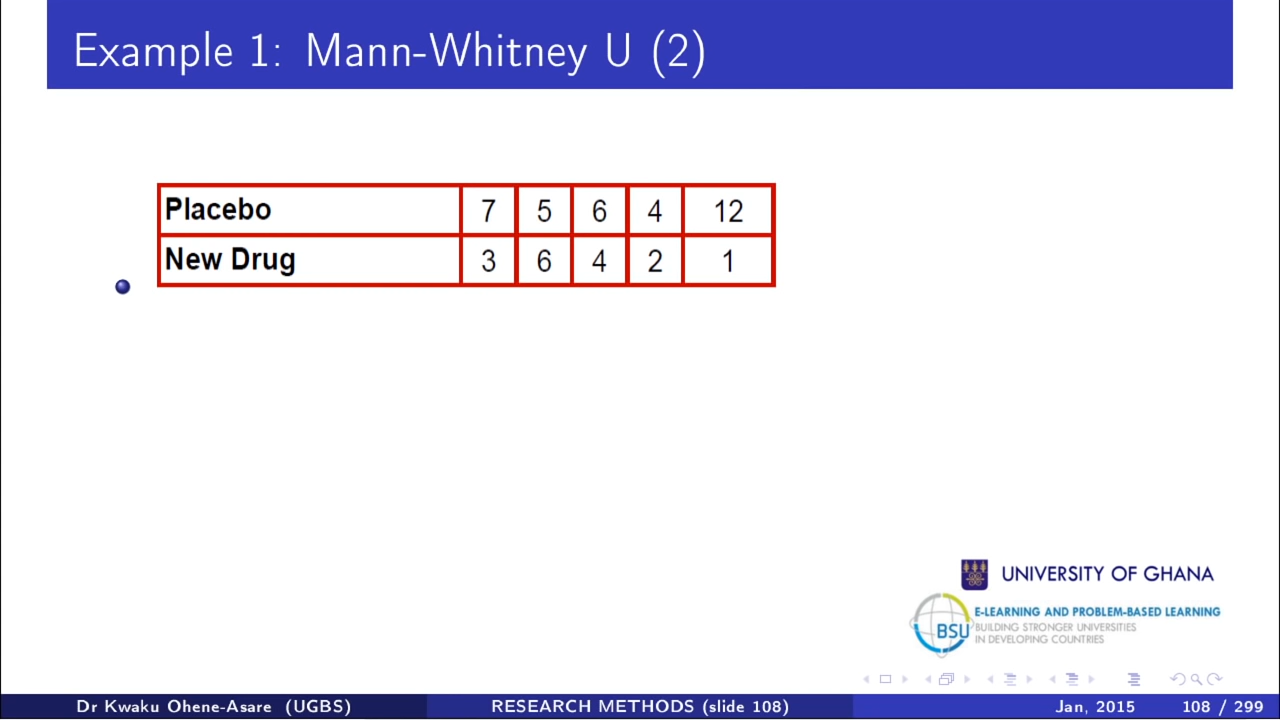 Example 1: Mann-Whitney U (2)
Placebo 7 5 6 4 12
New Drug 3 6 4 2 1
UNIVERSITY OF GHANA
E-LEARNING AND PROBLEM-BASED LEARNING
BSU BUILDING STRONGER UNIVERSITIES
IN DEVELOPING COUNTRIES
Dr Kwaku Ohene-Asare (UGBS) RESEARCH METHODS (slide 108) Jan, 2015 108 / 299